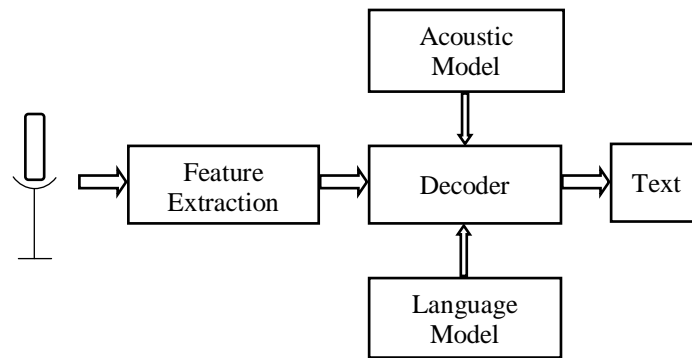 Acoustic
Model
Feature
Extraction
Decoder
Text
Language
Model